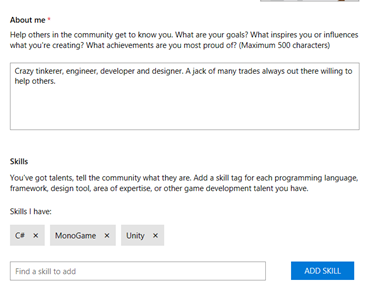 About me *
Help others in the community get to know you. What are your goals? What inspires you or influences
what you're creating? What achievements are you most proud of? (Maximum 500 characters)
Crazy tinkerer, engineer, developer and designer. A jack of many trades always out there willing to
help others.
Skills
You've got talents, tell the community what they are. Add a skill tag for each programming language,
framework, design tool, area of expertise, or other game development talent you have.
Skills I have:
C# ✕ MonoGame ✕ Unity ✕
Find a skill to add ADD SKILL